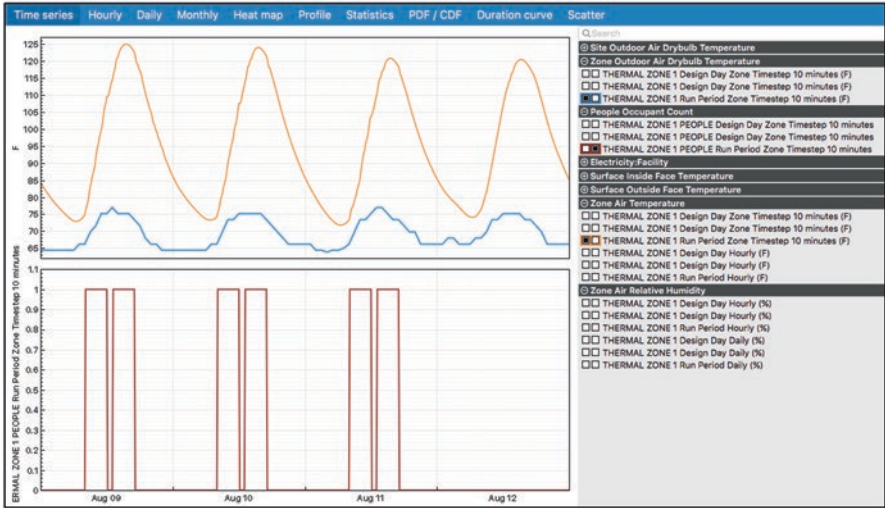 Time series Hourly Daily Monthly Heat map Profile Statistics PDF / CDF Duration curve Scatter
125
120
115
110
105
100
95
90
85
80
75
70
65
F
1.1
1
0.9
0.8
0.7
0.6
0.5
0.4
0.3
0.2
0.1
0
ERMAL ZONE 1 PEOPLE Run Period Zone Timestep 10 minutes
Aug 09 Aug 10 Aug 11 Aug 12
Search
Site Outdoor Air Drybulb Temperature
Zone Outdoor Air Drybulb Temperature
THERMAL ZONE 1 Design Day Zone Timestep 10 minutes (F)
THERMAL ZONE 1 Design Day Zone Timestep 10 minutes (F)
THERMAL ZONE 1 Run Period Zone Timestep 10 minutes (F)
People Occupant Count
THERMAL ZONE 1 PEOPLE Design Day Zone Timestep 10 minutes
THERMAL ZONE 1 PEOPLE Design Day Zone Timestep 10 minutes
THERMAL ZONE 1 PEOPLE Run Period Zone Timestep 10 minutes
Electricity:Facility
Surface Inside Face Temperature
Surface Outside Face Temperature
Zone Air Temperature
THERMAL ZONE 1 Design Day Zone Timestep 10 minutes (F)
THERMAL ZONE 1 Design Day Zone Timestep 10 minutes (F)
THERMAL ZONE 1 Run Period Zone Timestep 10 minutes (F)
THERMAL ZONE 1 Design Day Hourly (F)
THERMAL ZONE 1 Design Day Hourly (F)
THERMAL ZONE 1 Run Period Hourly (F)
Zone Air Relative Humidity
THERMAL ZONE 1 Design Day Hourly (%)
THERMAL ZONE 1 Design Day Hourly (%)
THERMAL ZONE 1 Run Period Hourly (%)
THERMAL ZONE 1 Design Day Daily (%)
THERMAL ZONE 1 Design Day Daily (%)
THERMAL ZONE 1 Run Period Daily (%)